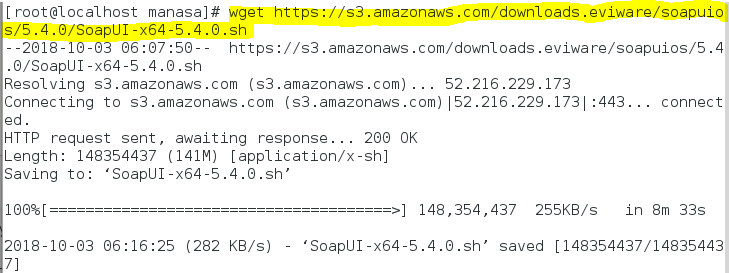 [root@localhost manasa]# wget https://s3.amazonaws.com/downloads.eviware/soapuio
s/5.4.0/SoapUI-x64-5.4.0.sh
--2018-10-03 06:07:50--  https://s3.amazonaws.com/downloads.eviware/soapuios/5.4
.0/SoapUI-x64-5.4.0.sh
Resolving s3.amazonaws.com (s3.amazonaws.com)... 52.216.229.173
Connecting to s3.amazonaws.com (s3.amazonaws.com)|52.216.229.173|:443... connect
ed.
HTTP request sent, awaiting response... 200 OK
Length: 148354437 (141M) [application/x-sh]
Saving to: ‘SoapUI-x64-5.4.0.sh’

100%[====================================>] 148,354,437  255KB/s   in 8m 33s

2018-10-03 06:16:25 (282 KB/s) - ‘SoapUI-x64-5.4.0.sh’ saved [148354437/14835443
7]